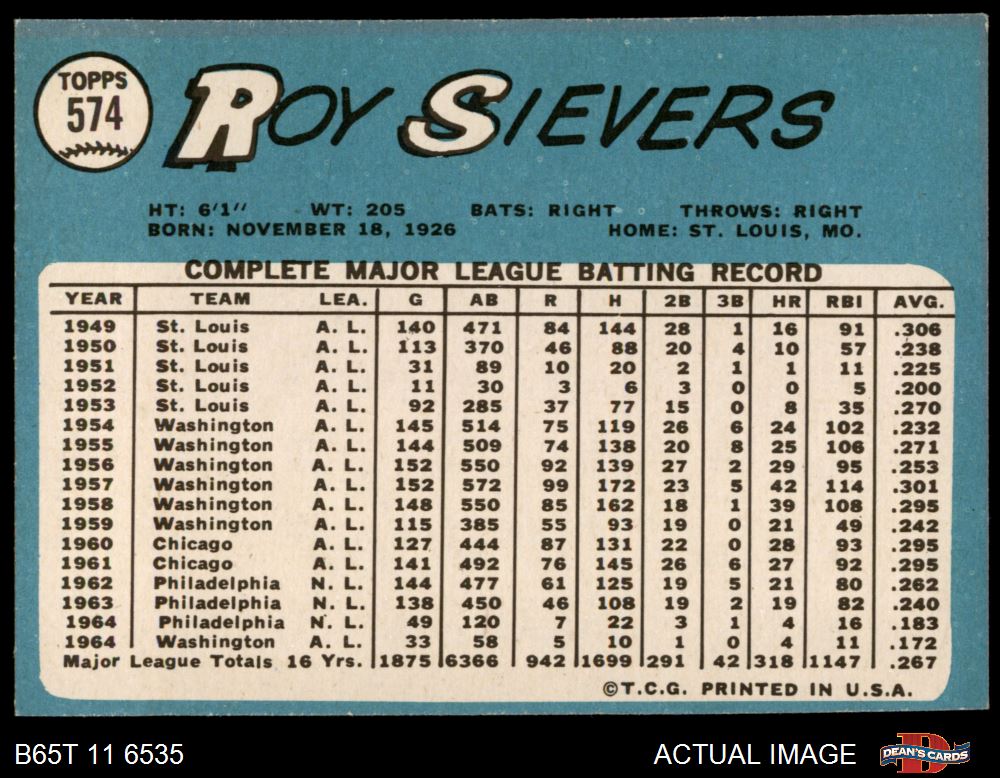 TOPPS
574
ROY SIEVERS
HT: 6'1" WT: 205 BATS: RIGHT THROWS: RIGHT
BORN: NOVEMBER 18, 1926 HOME: ST. LOUIS, MO.
COMPLETE MAJOR LEAGUE BATTING RECORD
YEAR TEAM LEA. G AB R H 2B 3B HR RBI AVG.
1949 St. Louis A. L. 140 471 84 144 28 1 16 91 .306
1950 St. Louis A. L. 113 370 46 88 20 4 10 57 .238
1951 St. Louis A. L. 31 89 10 20 2 1 1 11 .225
1952 St. Louis A. L. 11 30 3 6 3 0 0 5 .200
1953 St. Louis A. L. 92 285 37 77 15 0 8 35 .270
1954 Washington A. L. 145 514 75 119 26 6 24 102 .232
1955 Washington A. L. 144 509 74 138 20 8 25 106 .271
1956 Washington A. L. 152 550 92 139 27 2 29 95 .253
1957 Washington A. L. 152 572 99 172 23 5 42 114 .301
1958 Washington A. L. 148 550 85 162 18 1 39 108 .295
1959 Washington A. L. 115 385 55 93 19 0 21 49 .242
1960 Chicago A. L. 127 444 87 131 22 0 28 93 .295
1961 Chicago A. L. 141 492 76 145 26 6 27 92 .295
1962 Philadelphia N. L. 144 477 61 125 19 5 21 80 .262
1963 Philadelphia N. L. 138 450 46 108 19 2 19 82 .240
1964 Philadelphia N. L. 49 120 7 22 3 1 4 16 .183
1964 Washington A. L. 33 58 5 10 1 0 4 11 .172
Major League Totals 16 Yrs. 1875 6366 942 1699 291 42 318 1147 .267
©T.C.G. PRINTED IN U.S.A.
B65T 11 6535 ACTUAL IMAGE DEAN'S CARDS